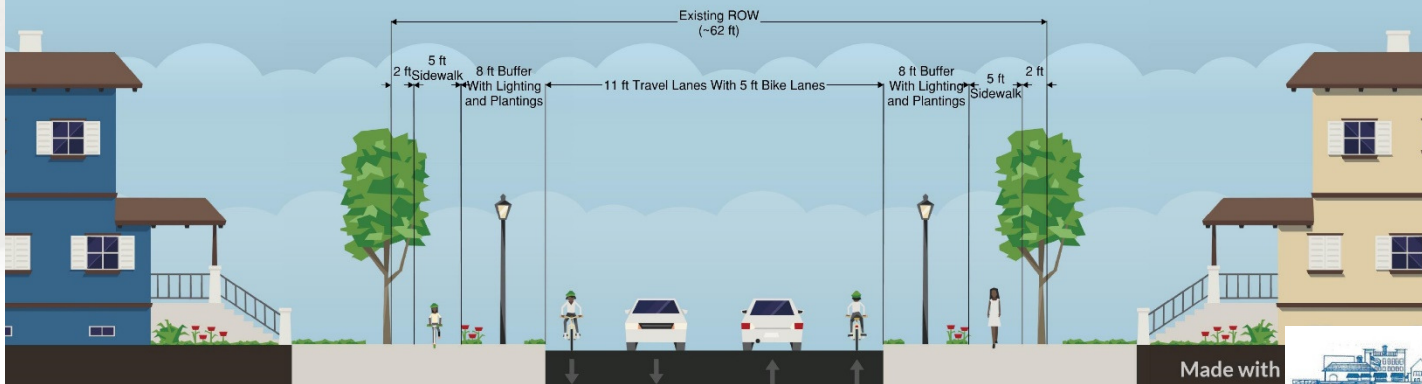 Existing ROW
(~62 ft)
2 ft
5 ft
Sidewalk
8 ft Buffer
With Lighting
and Plantings
11 ft Travel Lanes With 5 ft Bike Lanes
8 ft Buffer
With Lighting
and Plantings
5 ft
Sidewalk
2 ft
Made with